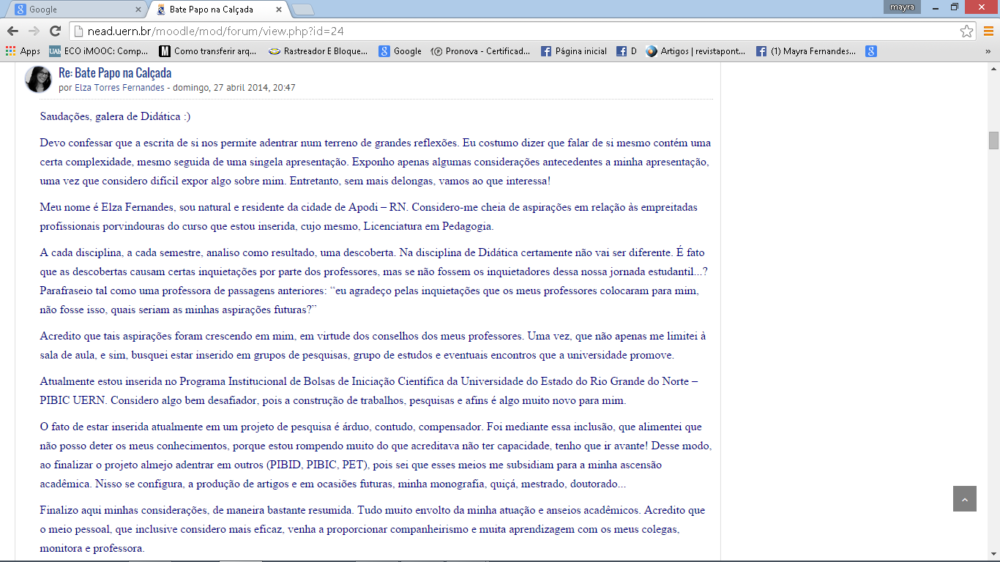 Google
Bate Papo na Calçada
mayra
nead.uern.br/moodle/mod/forum/view.php?id=24
Apps
UAb ECO iMOOC: Comp...
M Como transferir arq...
Rastreador E Bloque...
Google
Pronova - Certificad...
Página inicial
D
Artigos | revistapont...
(1) Mayra Fernandes...
»
Re: Bate Papo na Calçada
por Elza Torres Fernandes - domingo, 27 abril 2014, 20:47
Saudações, galera de Didática :)
Devo confessar que a escrita de si nos permite adentrar num terreno de grandes reflexões. Eu costumo dizer que falar de si mesmo contém uma
certa complexidade, mesmo seguida de uma singela apresentação. Exponho apenas algumas considerações antecedentes a minha apresentação,
uma vez que considero difícil expor algo sobre mim. Entretanto, sem mais delongas, vamos ao que interessa!
Meu nome é Elza Fernandes, sou natural e residente da cidade de Apodi – RN. Considero-me cheia de aspirações em relação às empreitadas
profissionais porvindouras do curso que estou inserida, cujo mesmo, Licenciatura em Pedagogia.
A cada disciplina, a cada semestre, analiso como resultado, uma descoberta. Na disciplina de Didática certamente não vai ser diferente. É fato
que as descobertas causam certas inquietações por parte dos professores, mas se não fossem os inquietadores dessa nossa jornada estudantil...?
Parafraseio tal como uma professora de passagens anteriores: “eu agradeço pelas inquietações que os meus professores colocaram para mim,
não fosse isso, quais seriam as minhas aspirações futuras?”
Acredito que tais aspirações foram crescendo em mim, em virtude dos conselhos dos meus professores. Uma vez, que não apenas me limitei à
sala de aula, e sim, busquei estar inserido em grupos de pesquisas, grupo de estudos e eventuais encontros que a universidade promove.
Atualmente estou inserida no Programa Institucional de Bolsas de Iniciação Científica da Universidade do Estado do Rio Grande do Norte –
PIBIC UERN. Considero algo bem desafiador, pois a construção de trabalhos, pesquisas e afins é algo muito novo para mim.
O fato de estar inserida atualmente em um projeto de pesquisa é árduo, contudo, compensador. Foi mediante essa inclusão, que alimentei que
não posso deter os meus conhecimentos, porque estou rompendo muito do que acreditava não ter capacidade, tenho que ir avante! Desse modo,
ao finalizar o projeto almejo adentrar em outros (PIBID, PIBIC, PET), pois sei que esses meios me subsidiam para a minha ascensão
acadêmica. Nisso se configura, a produção de artigos e em ocasiões futuras, minha monografia, quiçá, mestrado, doutorado...
Finalizo aqui minhas considerações, de maneira bastante resumida. Tudo muito envolto da minha atuação e anseios acadêmicos. Acredito que
o meio pessoal, que inclusive considero mais eficaz, venha a proporcionar companheirismo e muita aprendizagem com os meus colegas,
monitora e professora.